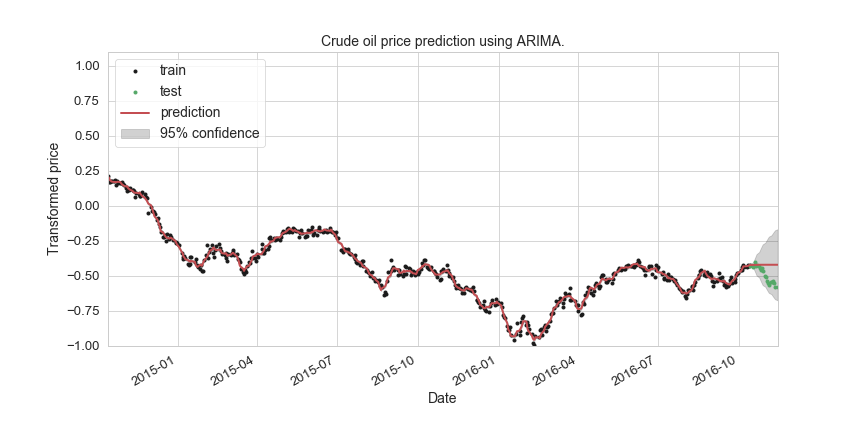 Crude oil price prediction using ARIMA.
1.00
0.75
0.50
0.25
0.00
−0.25
−0.50
−0.75
−1.00
Transformed price
train
test
prediction
95% confidence
2015-01
2015-04
2015-07
2015-10
2016-01
2016-04
2016-07
2016-10
Date